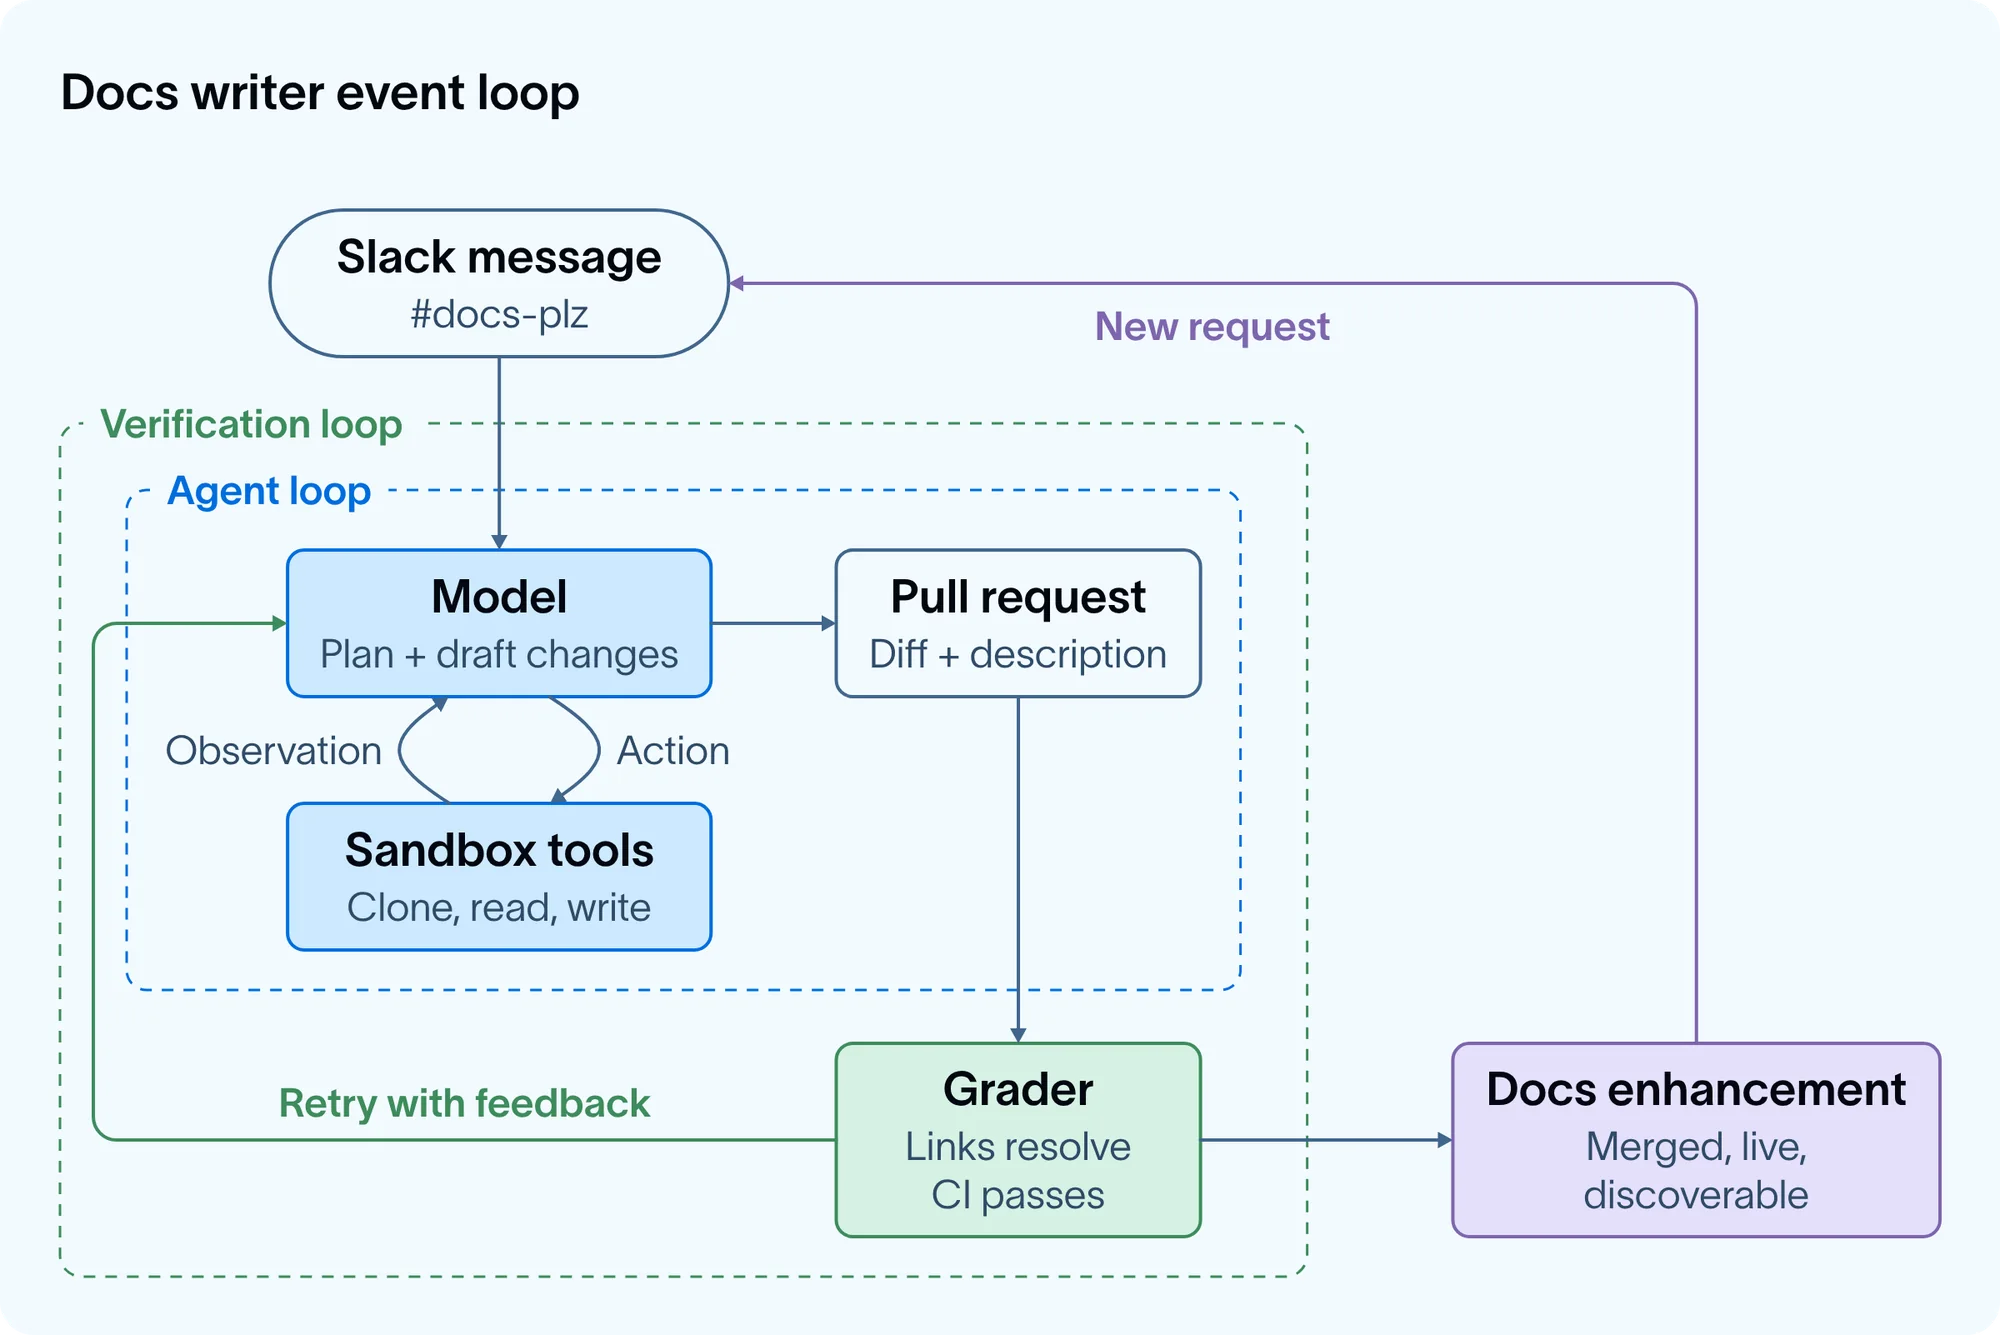 Docs writer event loop
Slack message
#docs-plz
New request
Verification loop
Agent loop
Model
Plan + draft changes
Pull request
Diff + description
Observation
Action
Sandbox tools
Clone, read, write
Retry with feedback
Grader
Links resolve
CI passes
Docs enhancement
Merged, live,
discoverable